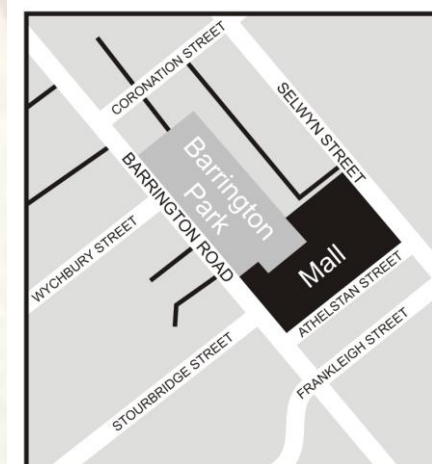 CORONATION STREET
SELWYN STREET
Barrington
Park
BARRINGTON ROAD
WYCHBURY STREET
Mall
ATHELSTAN STREET
FRANKLEIGH STREET
STOURBRIDGE STREET